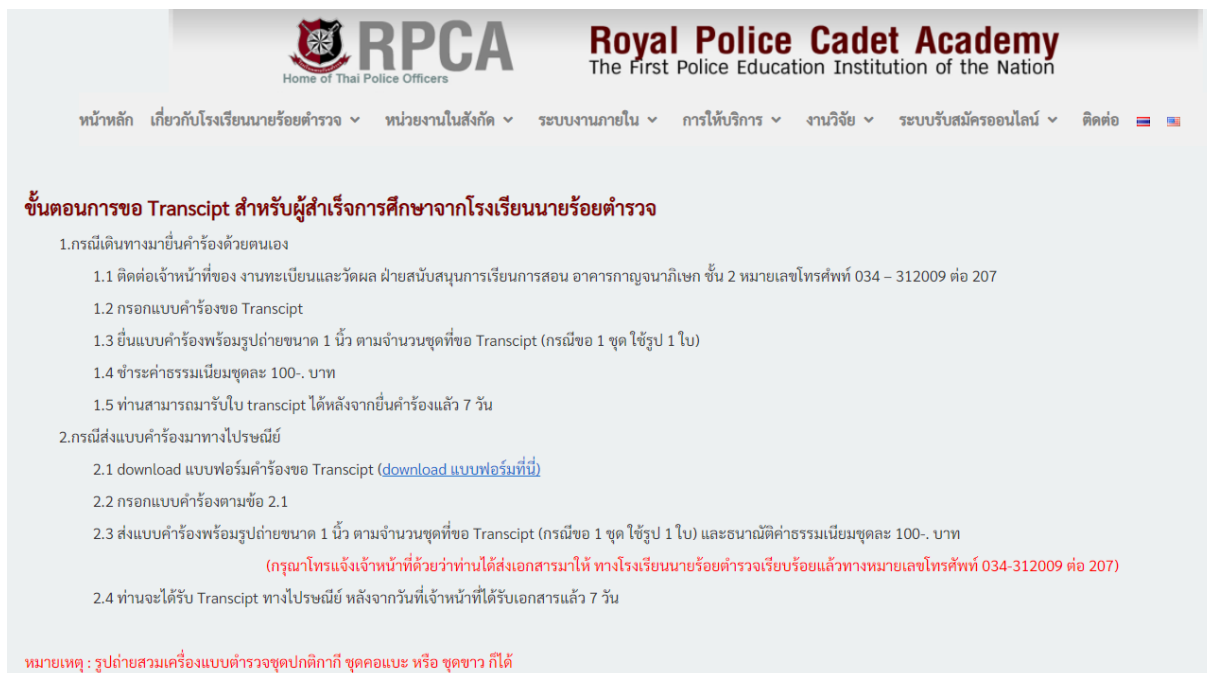 RPCA
Home of Thai Police Officers
Royal Police Cadet Academy
The First Police Education Institution of the Nation
หน้าหลัก เกี่ยวกับโรงเรียนนายร้อยตำรวจ หน่วยงานในสังกัด ระบบงานภายใน การให้บริการ งานวิจัย ระบบรับสมัครออนไลน์ ติดต่อ
ขั้นตอนการขอ Transcipt สำหรับผู้สำเร็จการศึกษาจากโรงเรียนนายร้อยตำรวจ
1.กรณีเดินทางมายื่นคำร้องด้วยตนเอง
1.1 ติดต่อเจ้าหน้าที่ของ งานทะเบียนและวัดผล ฝ่ายสนับสนุนการเรียนการสอน อาคารกาญจนาภิเษก ชั้น 2 หมายเลขโทรศัพท์ 034 – 312009 ต่อ 207
1.2 กรอกแบบคำร้องขอ Transcipt
1.3 ยื่นแบบคำร้องพร้อมรูปถ่ายขนาด 1 นิ้ว ตามจำนวนชุดที่ขอ Transcipt (กรณีขอ 1 ชุด ใช้รูป 1 ใบ)
1.4 ชำระค่าธรรมเนียมชุดละ 100-. บาท
1.5 ท่านสามารถมารับใบ transcipt ได้หลังจากยื่นคำร้องแล้ว 7 วัน
2.กรณีส่งแบบคำร้องมาทางไปรษณีย์
2.1 download แบบฟอร์มคำร้องขอ Transcipt (download แบบฟอร์มที่นี่)
2.2 กรอกแบบคำร้องตามข้อ 2.1
2.3 ส่งแบบคำร้องพร้อมรูปถ่ายขนาด 1 นิ้ว ตามจำนวนชุดที่ขอ Transcipt (กรณีขอ 1 ชุด ใช้รูป 1 ใบ) และธนาณัติค่าธรรมเนียมชุดละ 100-. บาท
(กรุณาโทรแจ้งเจ้าหน้าที่ด้วยว่าท่านได้ส่งเอกสารมาให้ ทางโรงเรียนนายร้อยตำรวจเรียบร้อยแล้วทางหมายเลขโทรศัพท์ 034-312009 ต่อ 207)
2.4 ท่านจะได้รับ Transcipt ทางไปรษณีย์ หลังจากวันที่เจ้าหน้าที่ได้รับเอกสารแล้ว 7 วัน
หมายเหตุ : รูปถ่ายสวมเครื่องแบบตำรวจชุดปกติกากี ชุดคอแบะ หรือ ชุดขาว ก็ได้